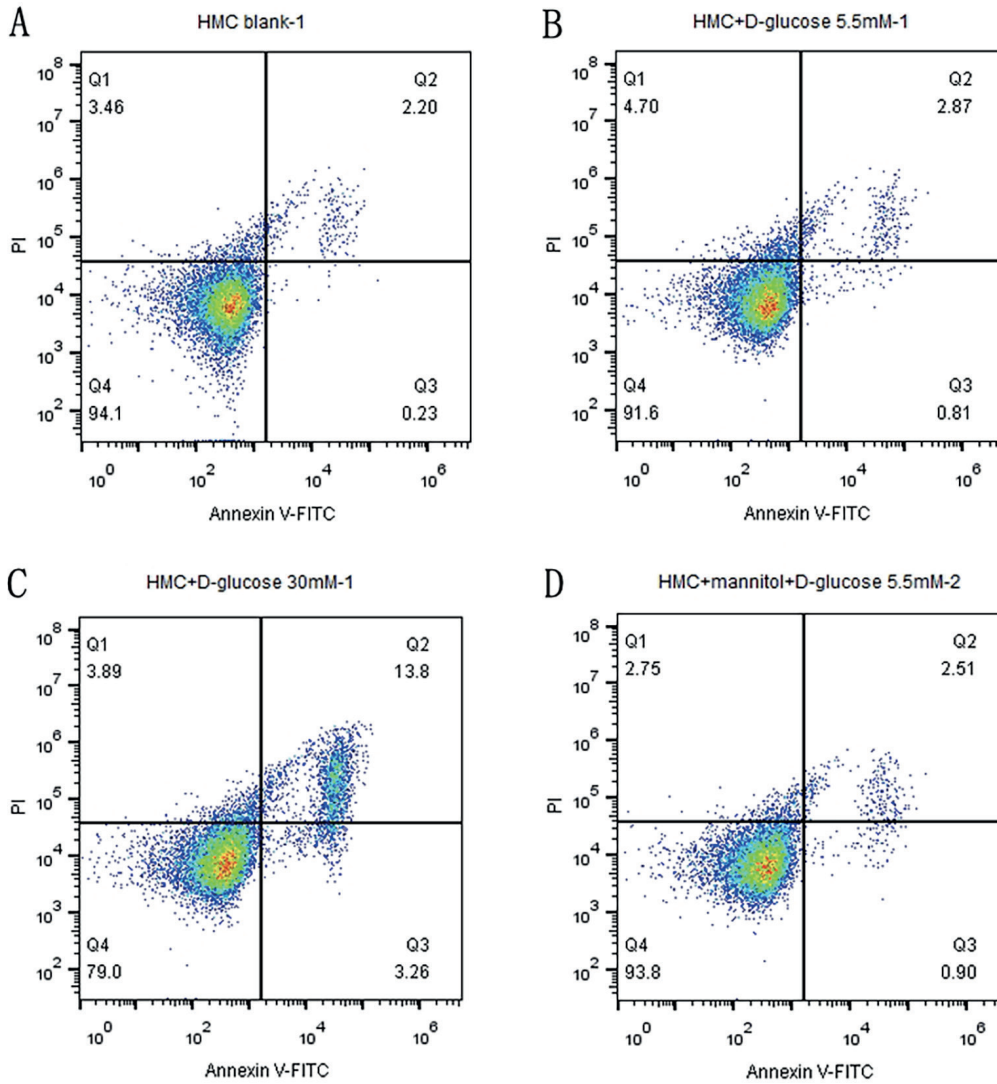 A
HMC blank-1
Q1
3.46
Q2
2.20
10^8
10^7
10^6
10^5
10^4
10^3
10^2
PI
Q4
94.1
Q3
0.23
10^0
10^2
10^4
10^6
Annexin V-FITC
B
HMC+D-glucose 5.5mM-1
Q1
4.70
Q2
2.87
10^8
10^7
10^6
10^5
10^4
10^3
10^2
PI
Q4
91.6
Q3
0.81
10^0
10^2
10^4
10^6
Annexin V-FITC
C
HMC+D-glucose 30mM-1
Q1
3.89
Q2
13.8
10^8
10^7
10^6
10^5
10^4
10^3
10^2
PI
Q4
79.0
Q3
3.26
10^0
10^2
10^4
10^6
Annexin V-FITC
D
HMC+mannitol+D-glucose 5.5mM-2
Q1
2.75
Q2
2.51
10^8
10^7
10^6
10^5
10^4
10^3
10^2
PI
Q4
93.8
Q3
0.90
10^0
10^2
10^4
10^6
Annexin V-FITC